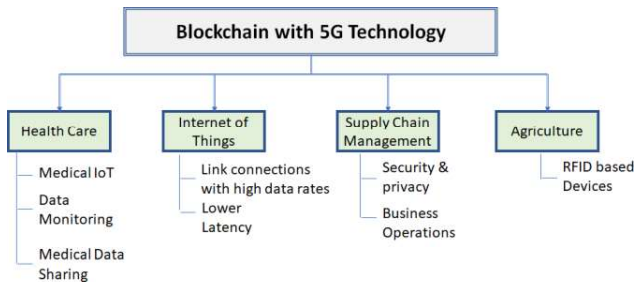 Blockchain with 5G Technology
Health Care
Medical IoT
Data
Monitoring
Medical Data
Sharing
Internet of
Things
Link connections
with high data rates
Lower
Latency
Supply Chain
Management
Security &
privacy
Business
Operations
Agriculture
RFID based
Devices